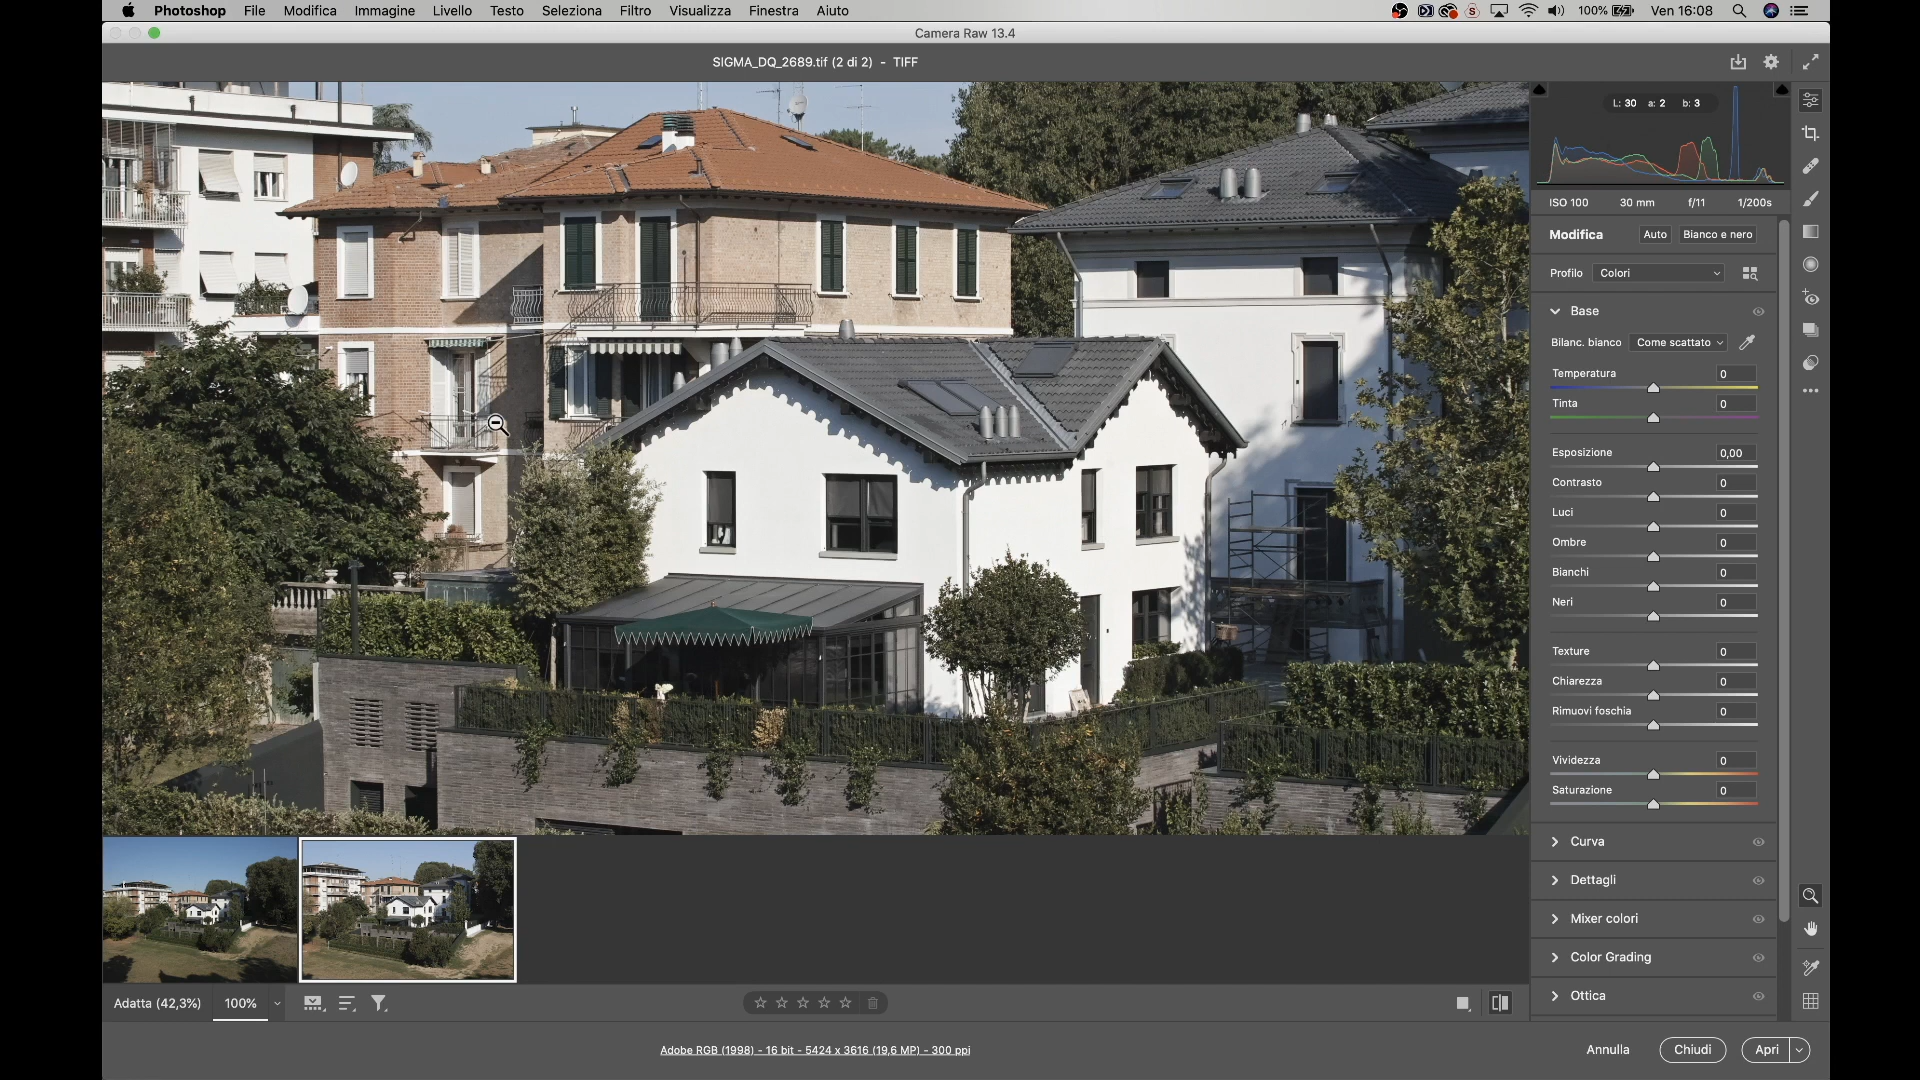 Photoshop File Modifica Immagine Livello Testo Seleziona Filtro Visualizza Finestra Aiuto 100% Ven 16:08
Camera Raw 13.4
SIGMA_DQ_2689.tif (2 di 2) - TIFF
L: 30 a: 2 b: 3
ISO 100 30 mm f/11 1/200s
Modifica Auto Bianco e nero
Profilo Colori
Base
Bilanc. bianco Come scattato
Temperatura 0
Tinta 0
Esposizione 0,00
Contrasto 0
Luci 0
Ombre 0
Bianchi 0
Neri 0
Texture 0
Chiarezza 0
Rimuovi foschia 0
Vividezza 0
Saturazione 0
Curva
Dettagli
Mixer colori
Color Grading
Ottica
Adatta (42,3%) 100%
Adobe RGB (1998) - 16 bit - 5424 x 3616 (19,6 MP) - 300 ppi
Annulla Chiudi Apri